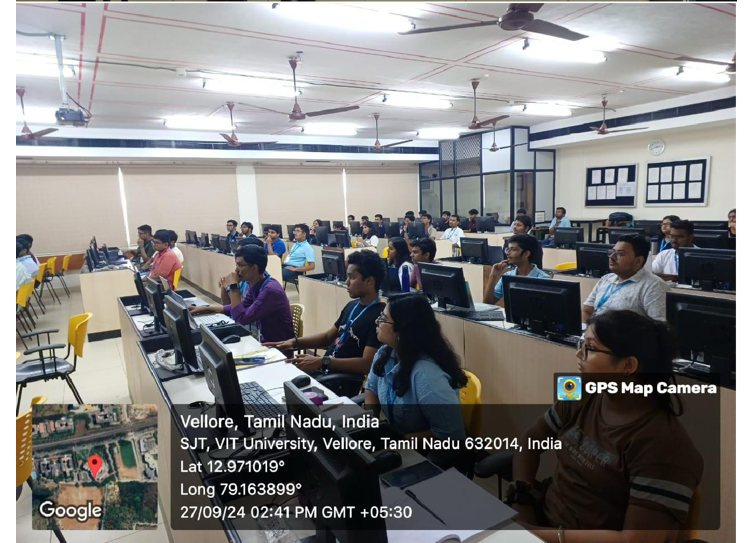 GPS Map Camera
Vellore, Tamil Nadu, India
SJT, VIT University, Vellore, Tamil Nadu 632014, India
Lat 12.971019°
Long 79.163899°
27/09/24 02:41 PM GMT +05:30
Google